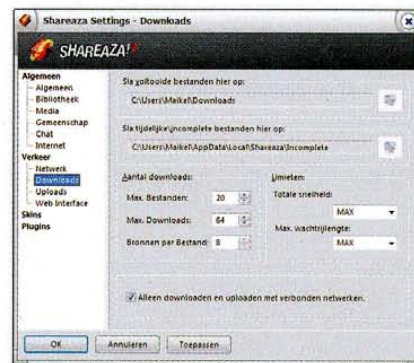 Shareaza Settings - Downloads
SHAREAZA!
Algemeen
Algemeen
Bibliotheek
Media
Gemeenschap
Chat
Internet
Verkeer
Netwerk
Downloads
Uploads
Web Interface
Skins
Plugins
Sla voltooide bestanden hier op:
C:\Users\Maikel\Downloads
Sla tijdelijke\incomplete bestanden hier op:
C:\Users\Maikel\AppData\Local\Shareaza\Incomplete
Aantal downloads:
Max. Bestanden: 20
Max. Downloads: 64
Bronnen per Bestand: 8
Limieten:
Totale snelheid:
MAX
Max. wachtrijlengte:
MAX
Alleen downloaden en uploaden met verbonden netwerken.
OK Annuleren Toepassen